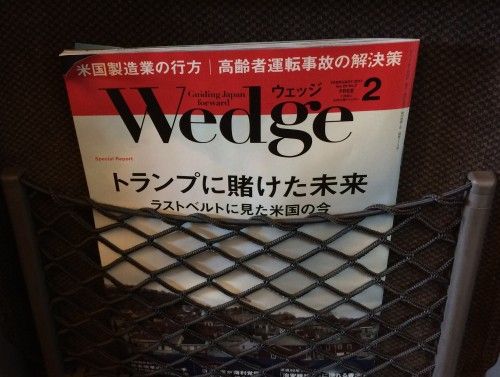 米国製造業の行方｜高齢者運転事故の解決策
Guiding Japan
forward
ウェッジ
Wedge
2
FREE
Special Report
トランプに賭けた未来
ラストベルトに見た米国の今